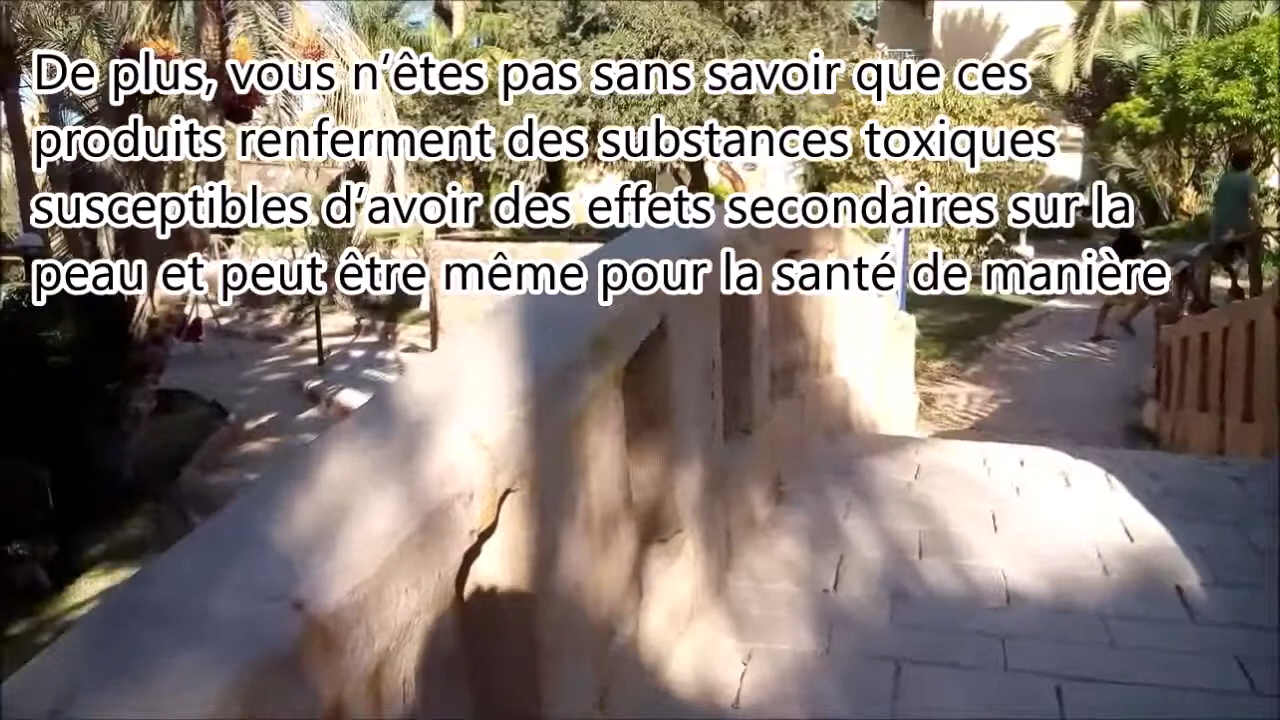 De plus, vous n’êtes pas sans savoir que ces
produits renferment des substances toxiques
susceptibles d’avoir des effets secondaires sur la
peau et peut être même pour la santé de manière